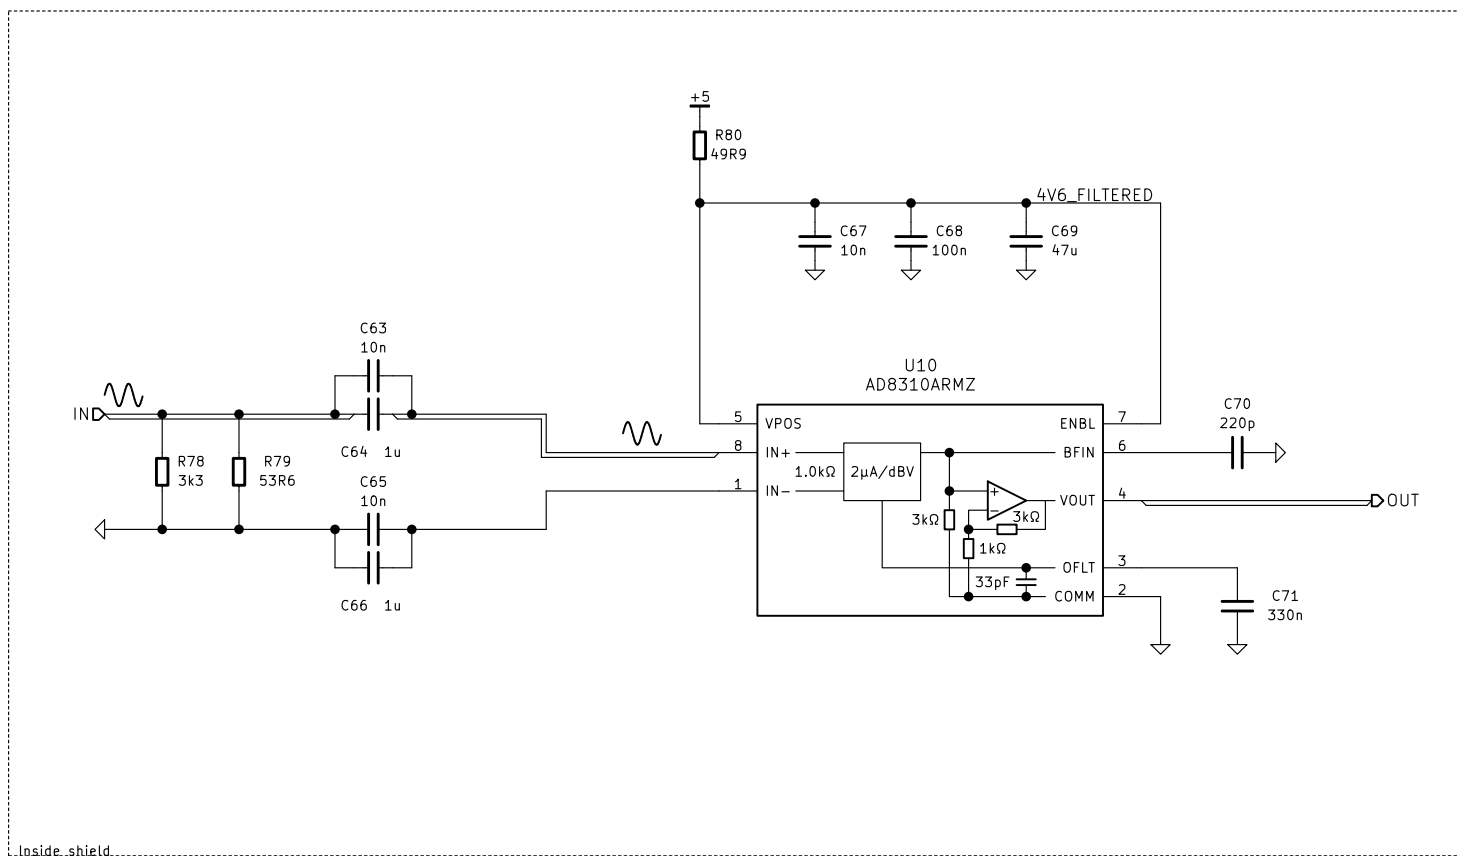 +5
R80
49R9
4V6_FILTERED
C67
10n
C68
100n
C69
47u
C63
10n
IN
C64 1u
R78
3k3
R79
53R6
C65
10n
C66 1u
U10
AD8310ARMZ
5
VPOS
8
IN+
1
IN-
1.0kΩ
2µA/dBV
3kΩ
+
-
3kΩ
1kΩ
33pF
ENBL
7
BFIN
6
VOUT
4
OFLT
3
COMM
2
C70
220p
OUT
C71
330n
Inside shield